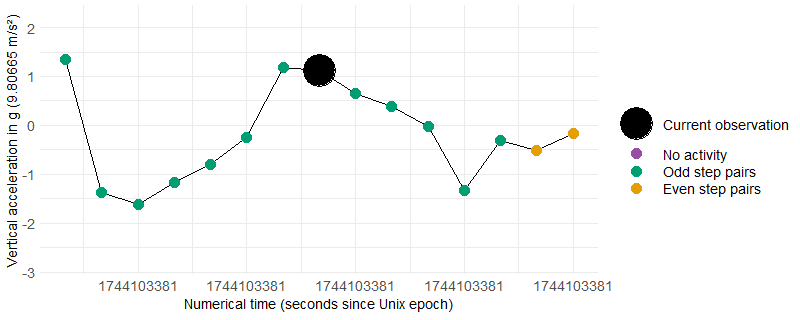 Vertical acceleration in g (9.80665 m/s²)
2
1
0
-1
-2
-3
1744103381 1744103381 1744103381 1744103381 1744103381
Numerical time (seconds since Unix epoch)
Current observation
No activity
Odd step pairs
Even step pairs